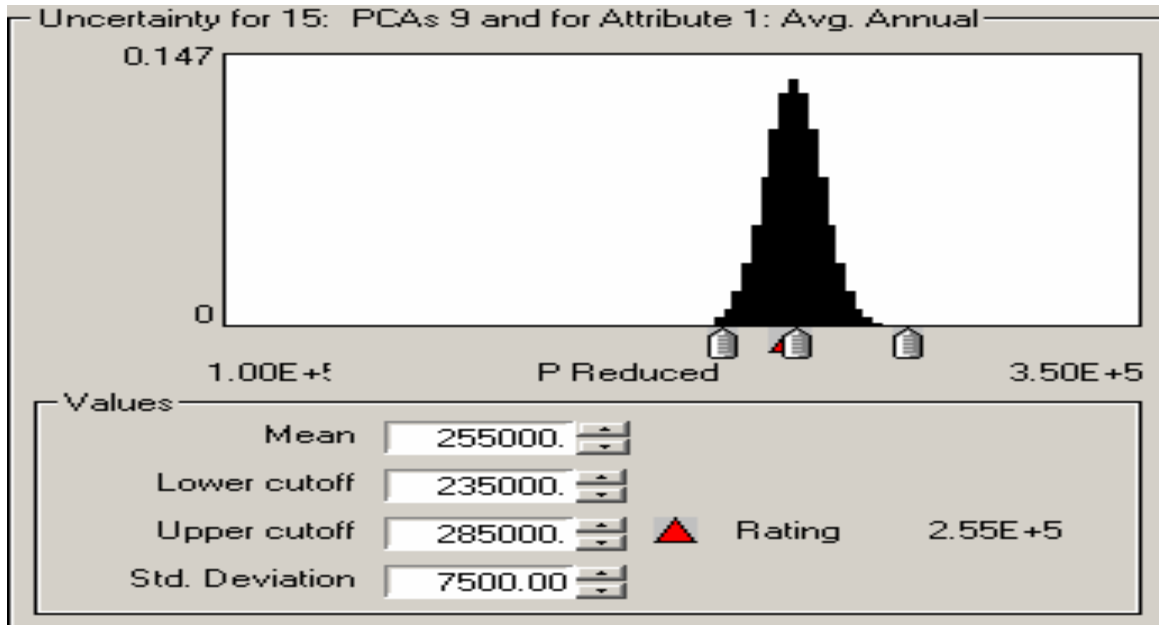 Uncertainty for 15: PCAs 9 and for Attribute 1: Avg. Annual
0.147
0
1.00E+5 P Reduced 3.50E+5
Values
Mean 255000.
Lower cutoff 235000.
Upper cutoff 285000. Rating 2.55E+5
Std. Deviation 7500.00